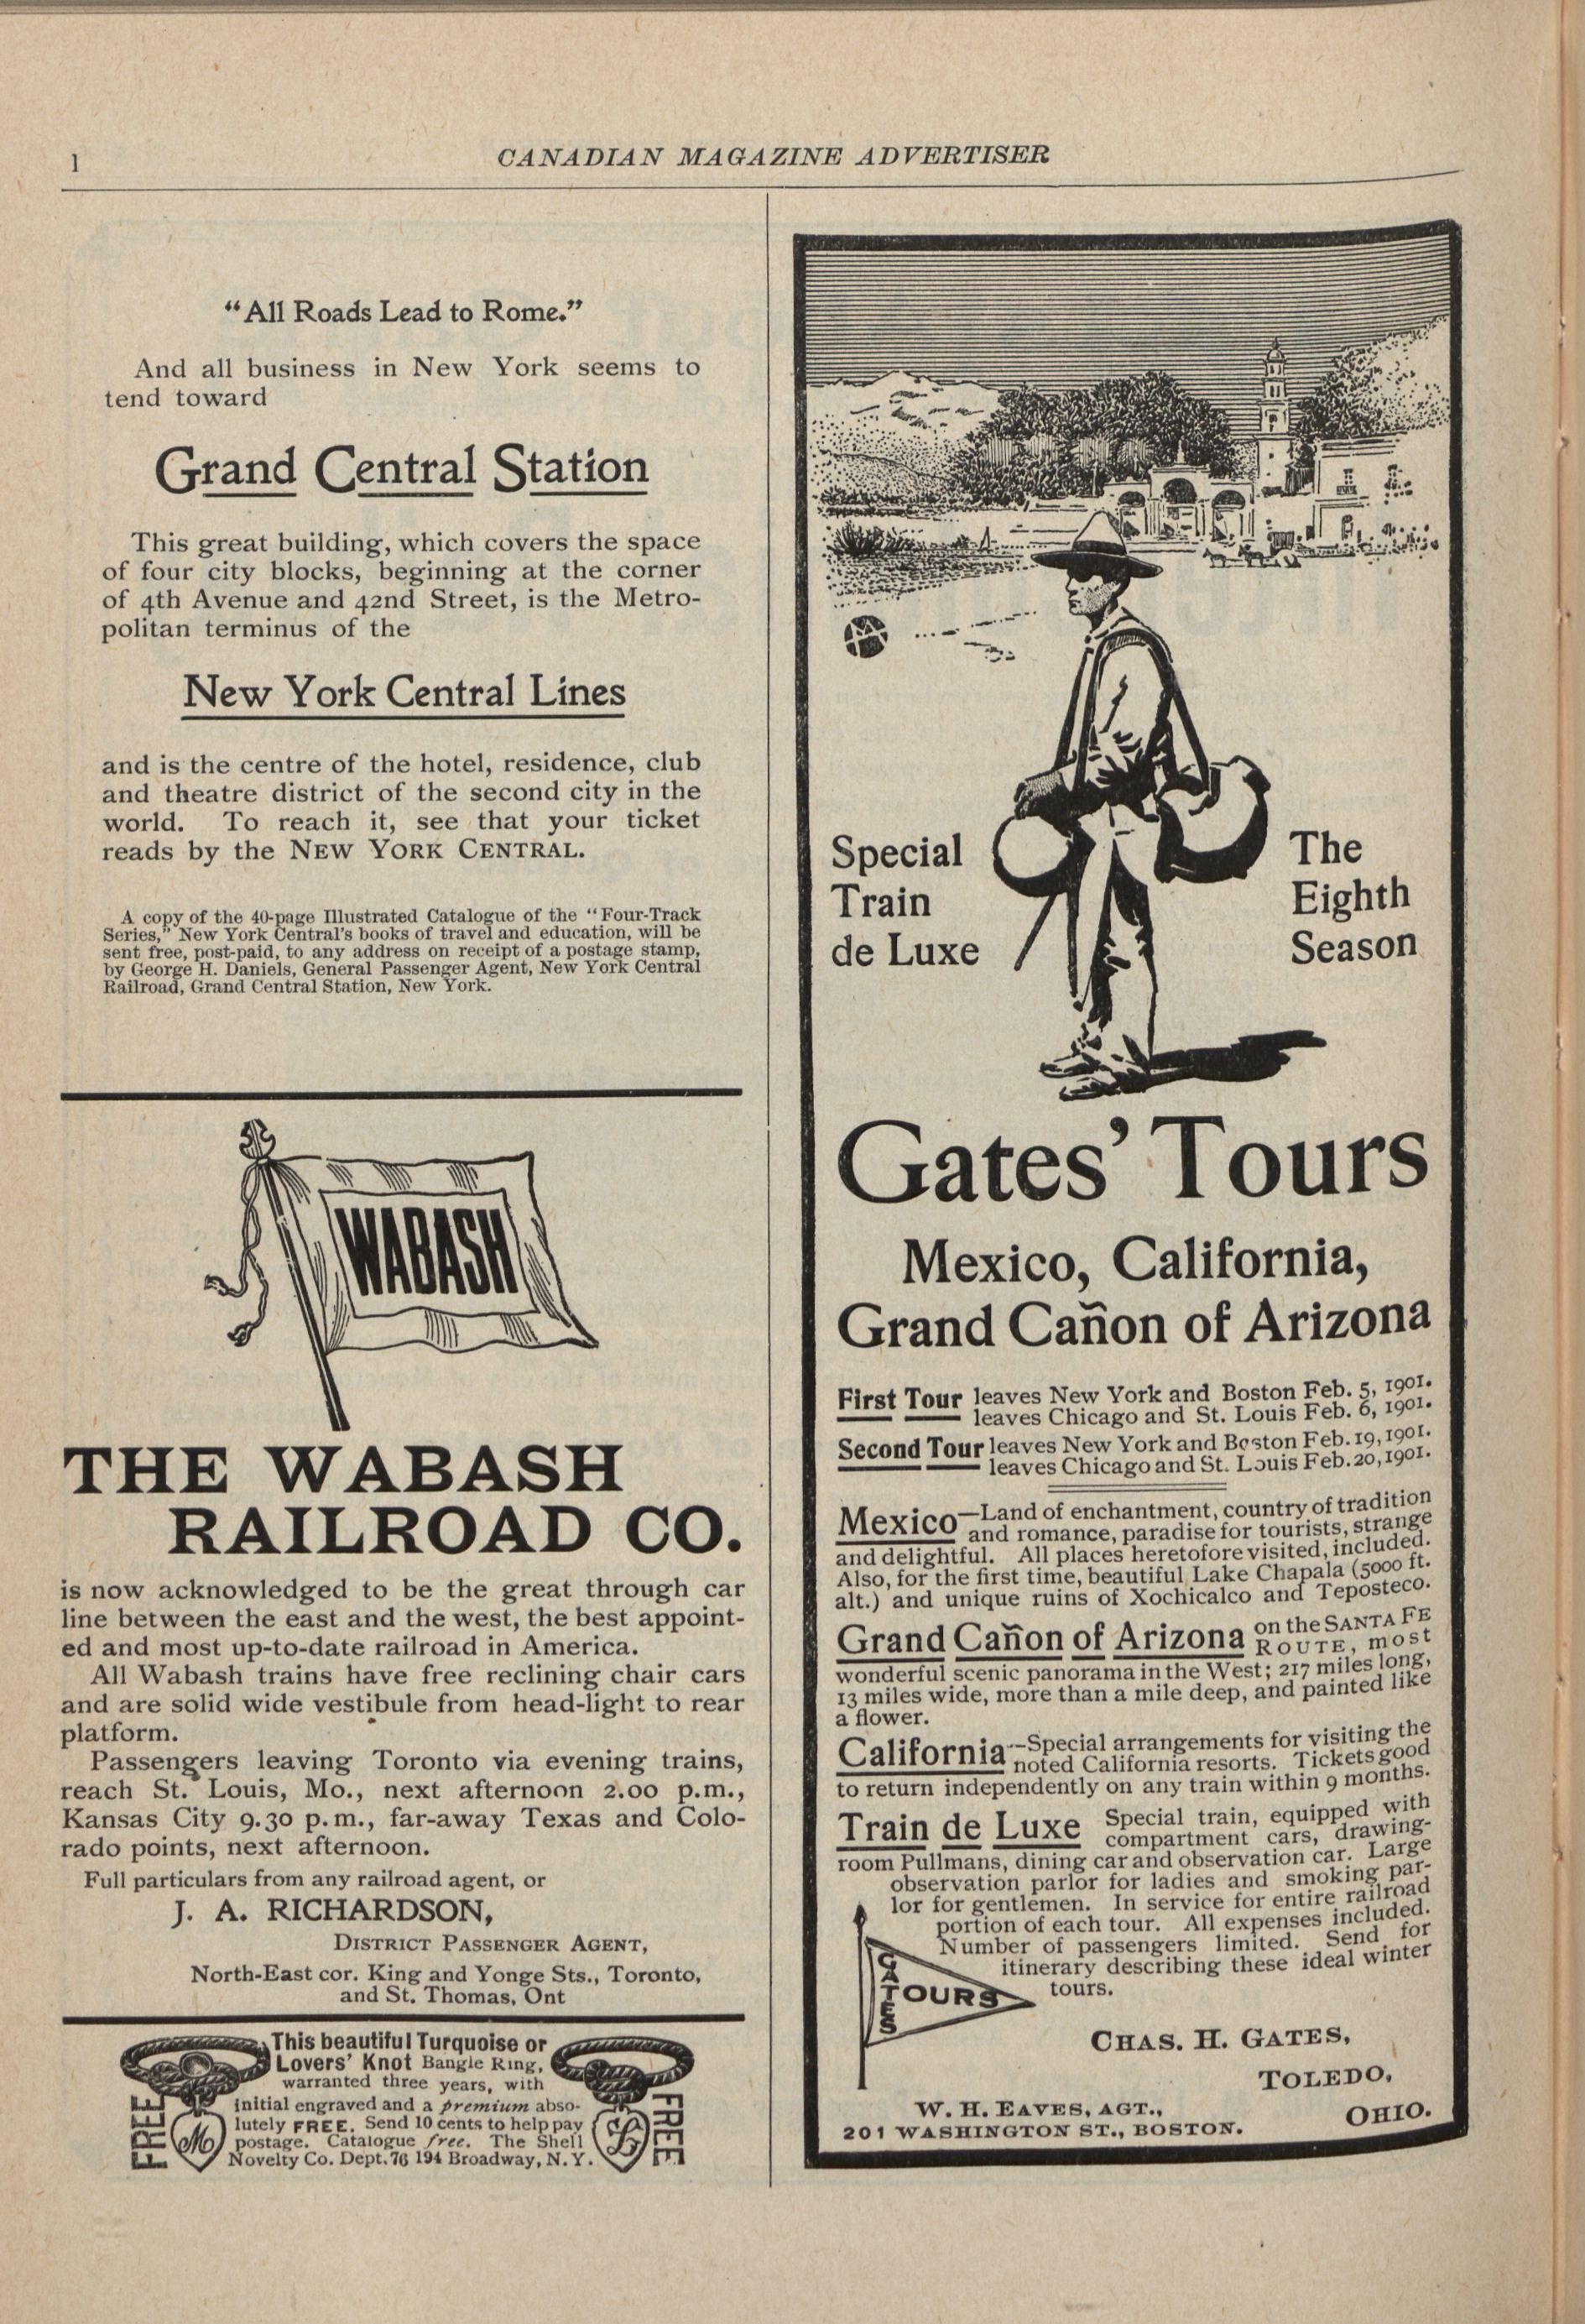 1
CANADIAN MAGAZINE ADVERTISER
"All Roads Lead to Rome."
And all business in New York seems to
tend toward
Grand Central Station
This great building, which covers the space
of four city blocks, beginning at the corner
of 4th Avenue and 42nd Street, is the Metro-
politan terminus of the
New York Central Lines
and is the centre of the hotel, residence, club
and theatre district of the second city in the
world. To reach it, see that your ticket
reads by the NEW YORK CENTRAL.
A copy of the 40-page Illustrated Catalogue of the "Four-Track
Series," New York Central's books of travel and education, will be
sent free, post-paid, to any address on receipt of a postage stamp,
by George H. Daniels, General Passenger Agent, New York Central
Railroad, Grand Central Station, New York.
WABASH
THE WABASH
RAILROAD CO.
is now acknowledged to be the great through car
line between the east and the west, the best appoint-
ed and most up-to-date railroad in America.
All Wabash trains have free reclining chair cars
and are solid wide vestibule from head-light to rear
platform.
Passengers leaving Toronto via evening trains,
reach St. Louis, Mo., next afternoon 2.00 p.m.,
Kansas City 9.30 p.m., far-away Texas and Colo-
rado points, next afternoon.
Full particulars from any railroad agent, or
J. A. RICHARDSON,
DISTRICT PASSENGER AGENT,
North-East cor. King and Yonge Sts., Toronto,
and St. Thomas, Ont
This beautiful Turquoise or
Lovers' Knot Bangle Ring,
warranted three years, with
initial engraved and a premium abso-
lutely FREE. Send 10 cents to help pay
postage. Catalogue free. The Shell
Novelty Co. Dept. 76 194 Broadway, N.Y.
FREE
M
L
FREE
Special
Train
de Luxe
The
Eighth
Season
Gates' Tours
Mexico, California,
Grand Cañon of Arizona
First Tour leaves New York and Boston Feb. 5, 1901.
leaves Chicago and St. Louis Feb. 6, 1901.
Second Tour leaves New York and Boston Feb. 19, 1901.
leaves Chicago and St. Louis Feb. 20, 1901.
Mexico—Land of enchantment, country of tradition
and romance, paradise for tourists, strange
and delightful. All places heretofore visited, included.
Also, for the first time, beautiful Lake Chapala (5000 ft.
alt.) and unique ruins of Xochicalco and Teposteco.
Grand Cañon of Arizona on the SANTA FE
ROUTE, most
wonderful scenic panorama in the West; 217 miles long,
13 miles wide, more than a mile deep, and painted like
a flower.
California--Special arrangements for visiting the
noted California resorts. Tickets good
to return independently on any train within 9 months.
Train de Luxe Special train, equipped with
compartment cars, drawing-
room Pullmans, dining car and observation car. Large
observation parlor for ladies and smoking par-
lor for gentlemen. In service for entire railroad
portion of each tour. All expenses included.
Number of passengers limited. Send for
itinerary describing these ideal winter
tours.
GATES
TOURS
CHAS. H. GATES,
TOLEDO,
OHIO.
W. H. EAVES, AGT.,
201 WASHINGTON ST., BOSTON.